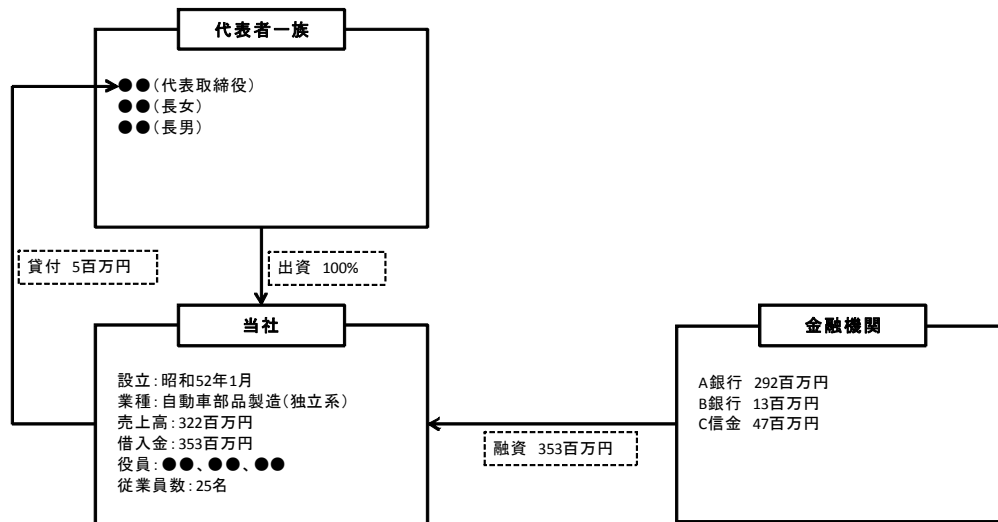 代表者一族
●●（代表取締役）
●●（長女）
●●（長男）
貸付 5百万円
出資 100%
当社
設立：昭和52年1月
業種：自動車部品製造（独立系）
売上高：322百万円
借入金：353百万円
役員：●●、●●、●●
従業員数：25名
融資 353百万円
金融機関
A銀行 292百万円
B銀行 13百万円
C信金 47百万円